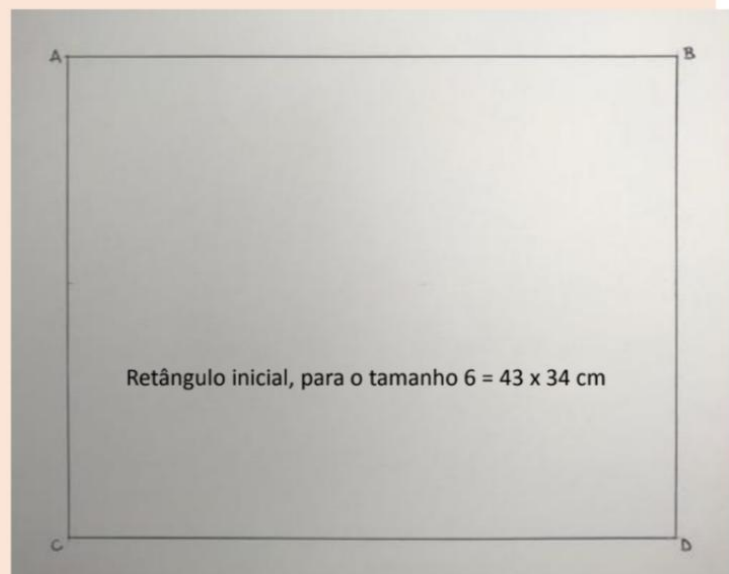 A B
Retângulo inicial, para o tamanho 6 = 43 x 34 cm
C D